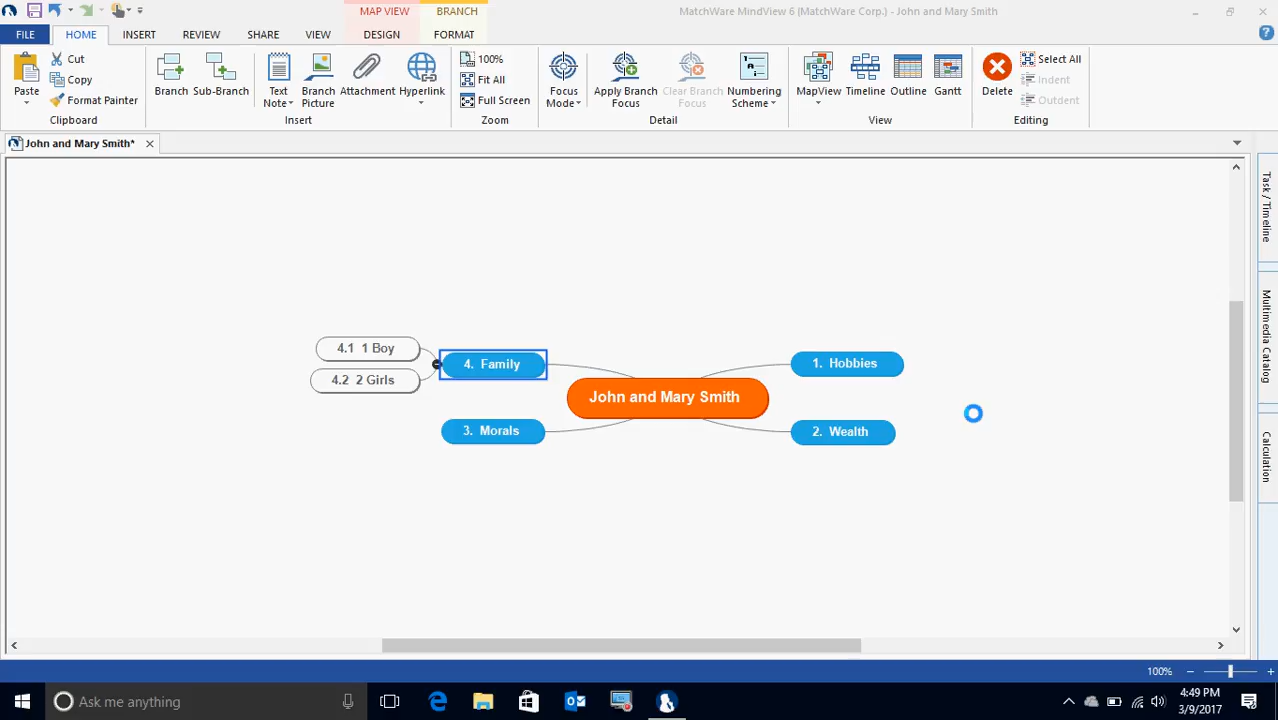 MAP VIEW
BRANCH
MatchWare MindView 6 (MatchWare Corp.) - John and Mary Smith
FILE
HOME
INSERT
REVIEW
SHARE
VIEW
DESIGN
FORMAT
Paste
Cut
Copy
Format Painter
Clipboard
Branch
Sub-Branch
Text
Note
Branch
Picture
Attachment
Hyperlink
Insert
100%
Fit All
Full Screen
Zoom
Focus
Mode
Apply Branch
Focus
Clear Branch
Focus
Numbering
Scheme
Detail
MapView
Timeline
Outline
Gantt
View
Delete
Select All
Indent
Outdent
Editing
John and Mary Smith*
4.1 1 Boy
4.2 2 Girls
4. Family
3. Morals
John and Mary Smith
1. Hobbies
2. Wealth
Task / Timeline
Multimedia Catalog
Calculation
100%
Ask me anything
4:49 PM
3/9/2017